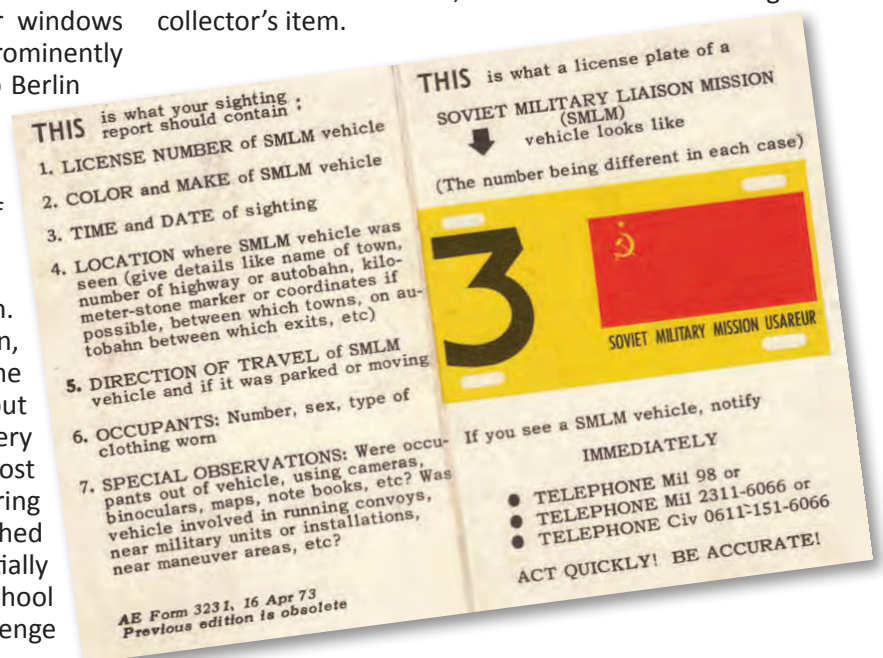 r windows
rominently
Berlin
n.
n,
ne
out
ery
ost
ring
hed
tially
hool
enge
collector's item.
THIS is what your sighting
report should contain :
1. LICENSE NUMBER of SMLM vehicle
2. COLOR and MAKE of SMLM vehicle
3. TIME and DATE of sighting
4. LOCATION where SMLM vehicle was
seen (give details like name of town,
number of highway or autobahn, kilo-
meter-stone marker or coordinates if
possible, between which towns, on au-
tobahn between which exits, etc)
5. DIRECTION OF TRAVEL of SMLM
vehicle and if it was parked or moving
6. OCCUPANTS: Number, sex, type of
clothing worn
7. SPECIAL OBSERVATIONS: Were occu-
pants out of vehicle, using cameras,
binoculars, maps, note books, etc? Was
vehicle involved in running convoys,
near military units or installations,
near maneuver areas, etc?
AE Form 3231, 16 Apr 73
Previous edition is obsolete
THIS is what a license plate of a
SOVIET MILITARY LIAISON MISSION
(SMLM)
vehicle looks like
(The number being different in each case)
3
SOVIET MILITARY MISSION USAREUR
If you see a SMLM vehicle, notify
IMMEDIATELY
● TELEPHONE Mil 98 or
● TELEPHONE Mil 2311-6066 or
● TELEPHONE Civ 0611-151-6066
ACT QUICKLY! BE ACCURATE!